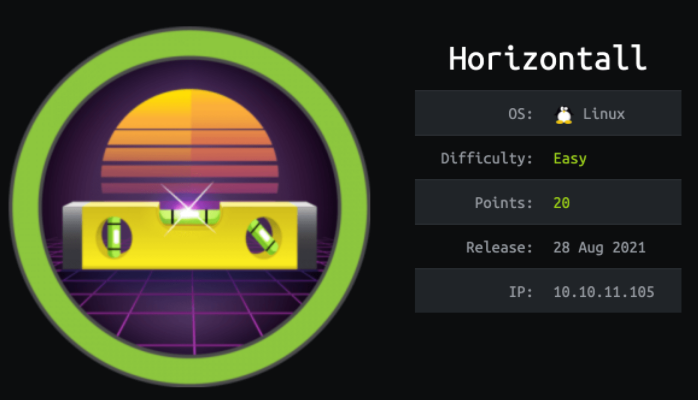 Horizontall
OS: Linux
Difficulty: Easy
Points: 20
Release: 28 Aug 2021
IP: 10.10.11.105